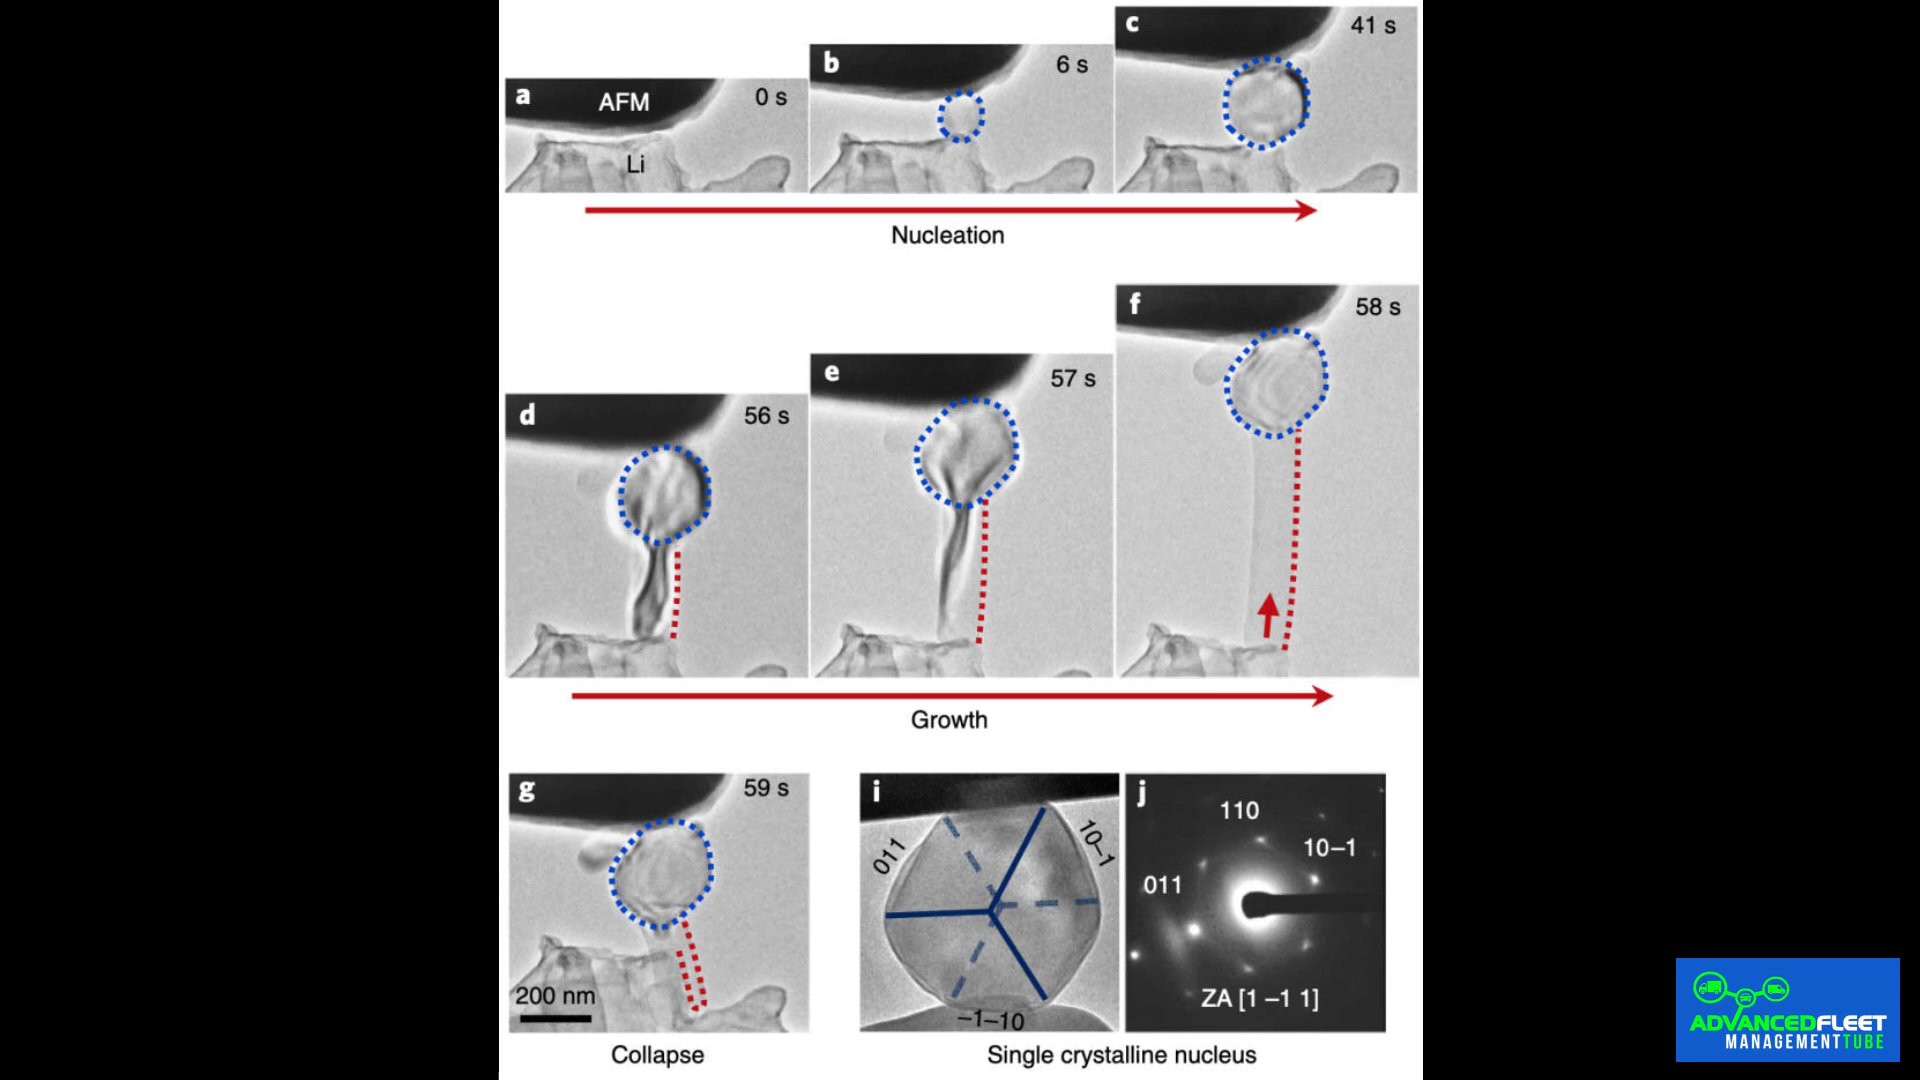 a
AFM
0 s
Li
b
6 s
c
41 s
Nucleation
d
56 s
e
57 s
f
58 s
Growth
g
59 s
200 nm
Collapse
i
011
10–1
–1–10
j
110
10–1
011
ZA [1 –1 1]
Single crystalline nucleus
ADVANCEDFLEET
MANAGEMENTTUBE